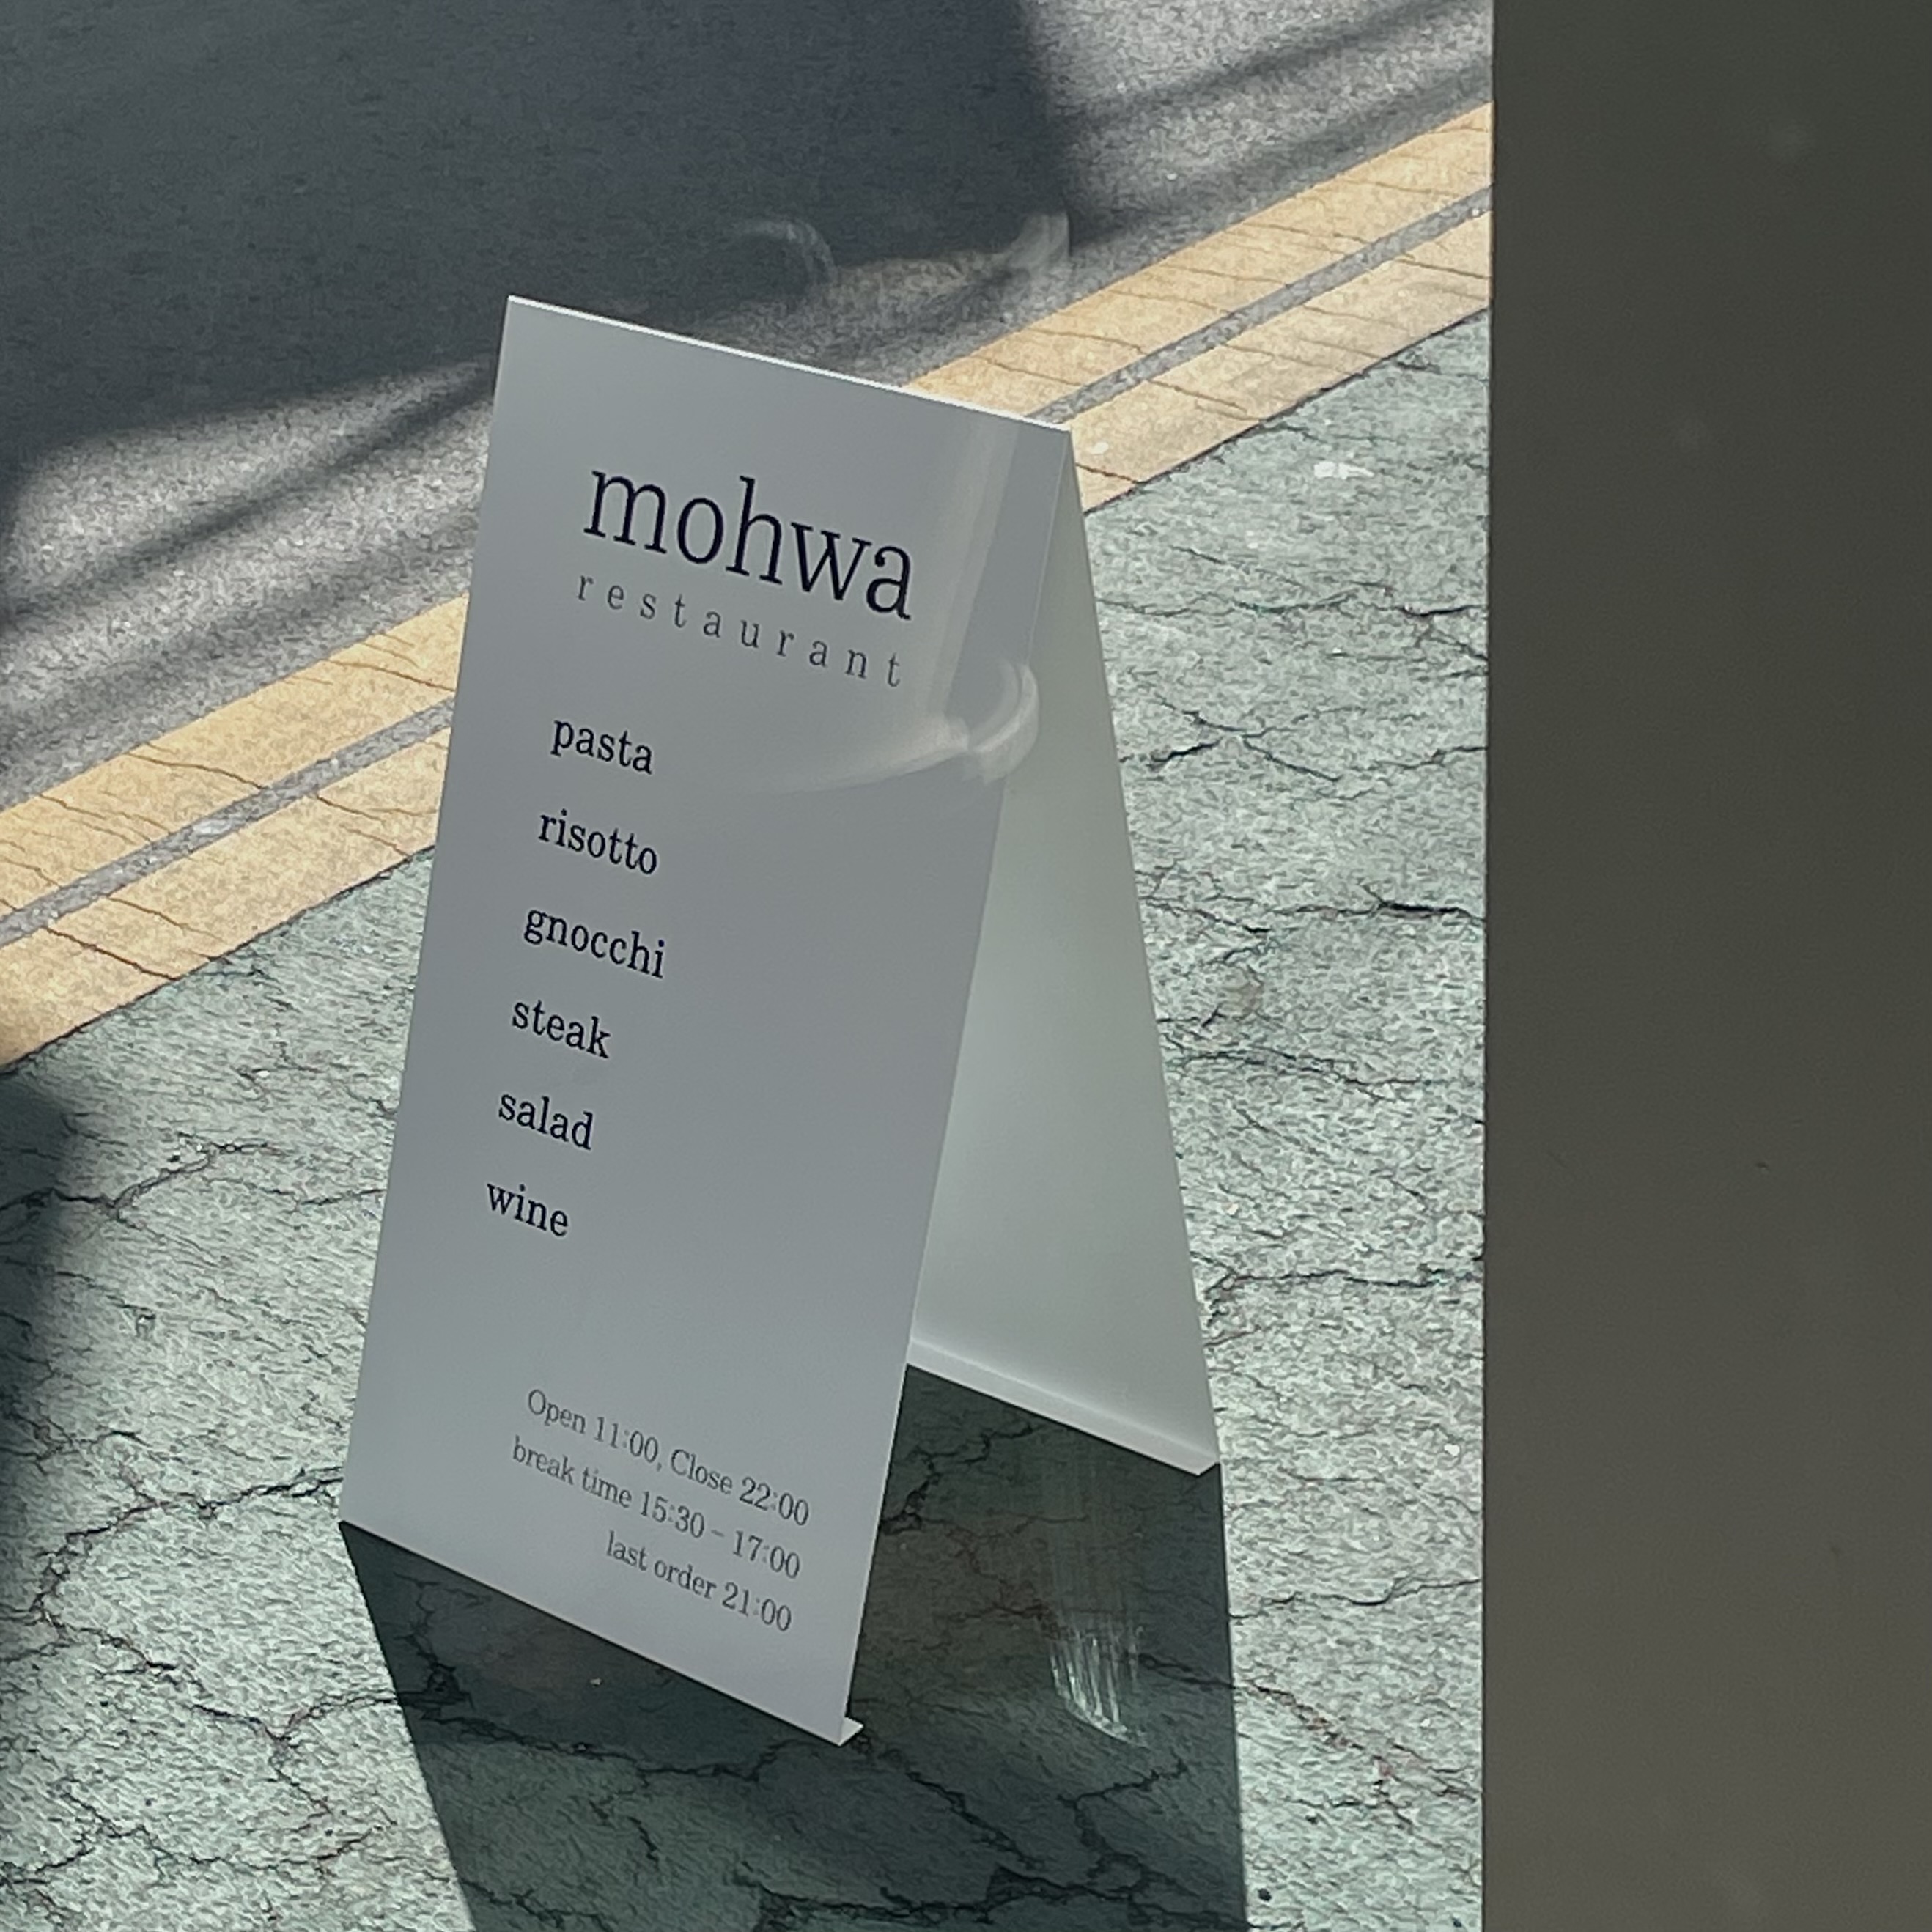 mohwa
restaurant
pasta
risotto
gnocchi
steak
salad
wine
Open 11:00, Close 22:00
break time 15:30 - 17:00
last order 21:00